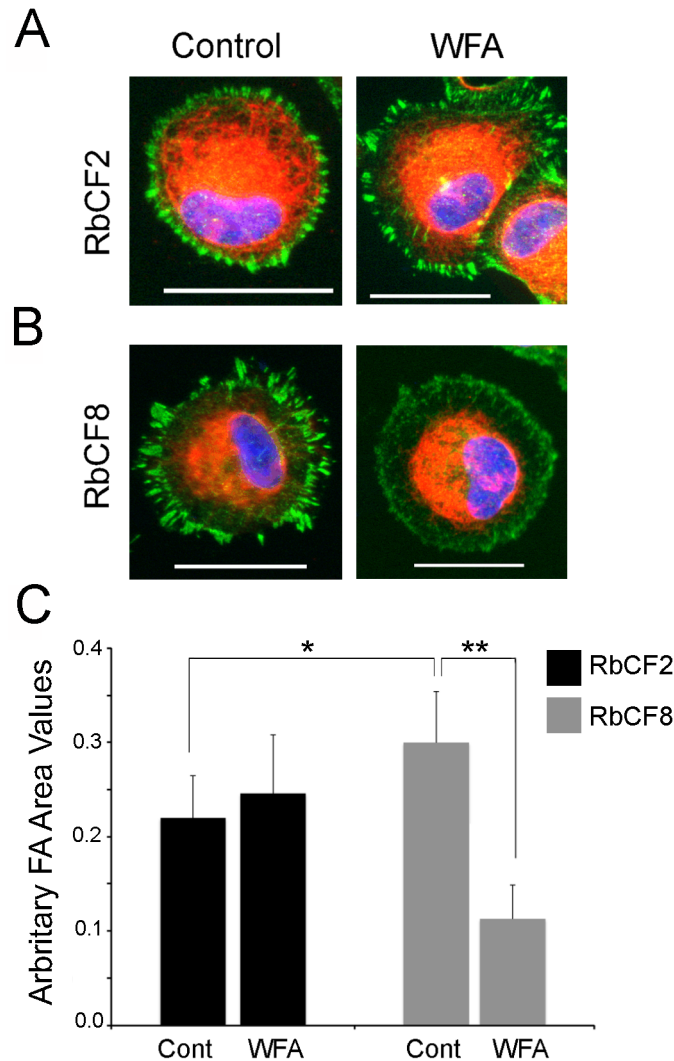 A
Control WFA
RbCF2
B
RbCF8
C
Arbritary FA Area Values
0.4
0.3
0.2
0.1
0.0
* **
RbCF2
RbCF8
Cont WFA Cont WFA